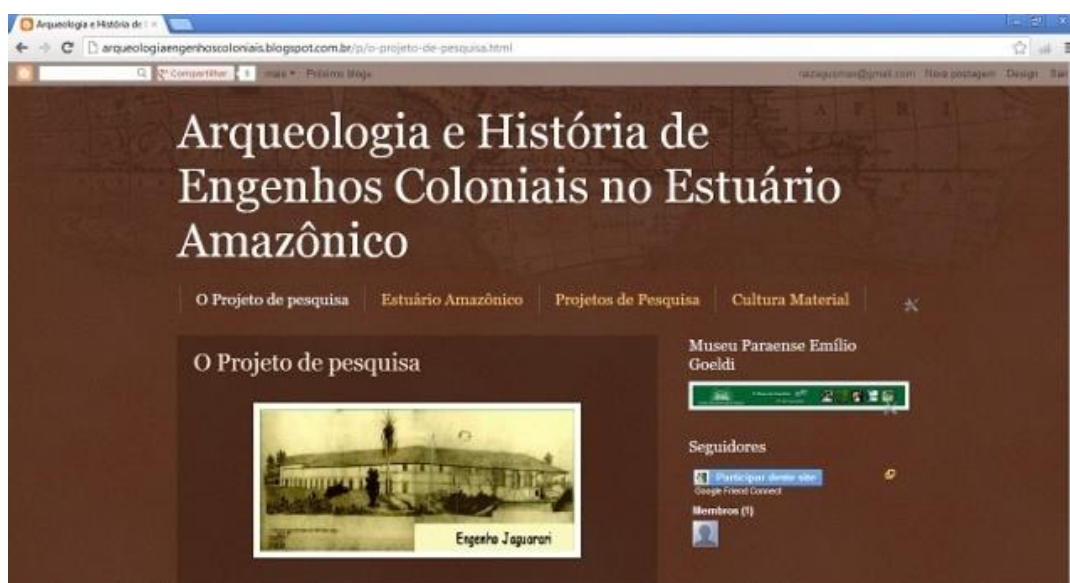 Arqueologia e História de
arqueologiaengenhoscoloniais.blogspot.com.br/p/o-projeto-de-pesquisa.html
Compartilhar mais Próximo blog»
Nova postagem Design
A F R I
Arqueologia e História de
Engenhos Coloniais no Estuário
Amazônico
O Projeto de pesquisa Estuário Amazônico Projetos de Pesquisa Cultura Material
O Projeto de pesquisa
Engenho Jaguarari
Museu Paraense Emílio
Goeldi
Seguidores
Participar deste site
Google Friend Connect
Membros (1)